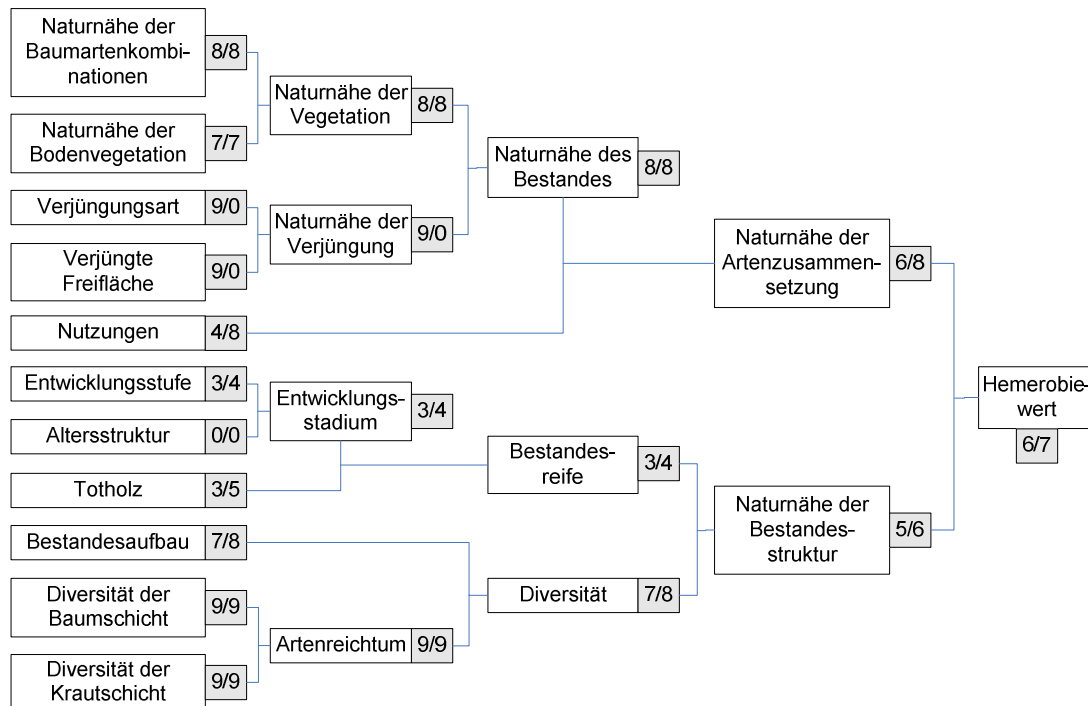 Naturnähe der
Baumartenkombi-
nationen
8/8
Naturnähe der
Bodenvegetation
7/7
Verjüngungsart
9/0
Verjüngte
Freifläche
9/0
Nutzungen
4/8
Entwicklungsstufe
3/4
Altersstruktur
0/0
Totholz
3/5
Bestandesaufbau
7/8
Diversität der
Baumschicht
9/9
Diversität der
Krautschicht
9/9
Naturnähe der
Vegetation
8/8
Naturnähe der
Verjüngung
9/0
Entwicklungs-
stadium
3/4
Artenreichtum
9/9
Naturnähe des
Bestandes
8/8
Bestandes-
reife
3/4
Diversität
7/8
Naturnähe der
Artenzusammen-
setzung
6/8
Naturnähe der
Bestandes-
struktur
5/6
Hemerobie-
wert
6/7